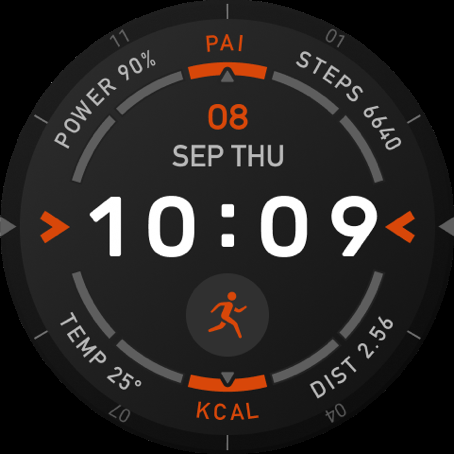 11
PAI
01
POWER 90%
STEPS 6640
08
SEP THU
10:09
TEMP 25°
DIST 2.56
07
KCAL
04